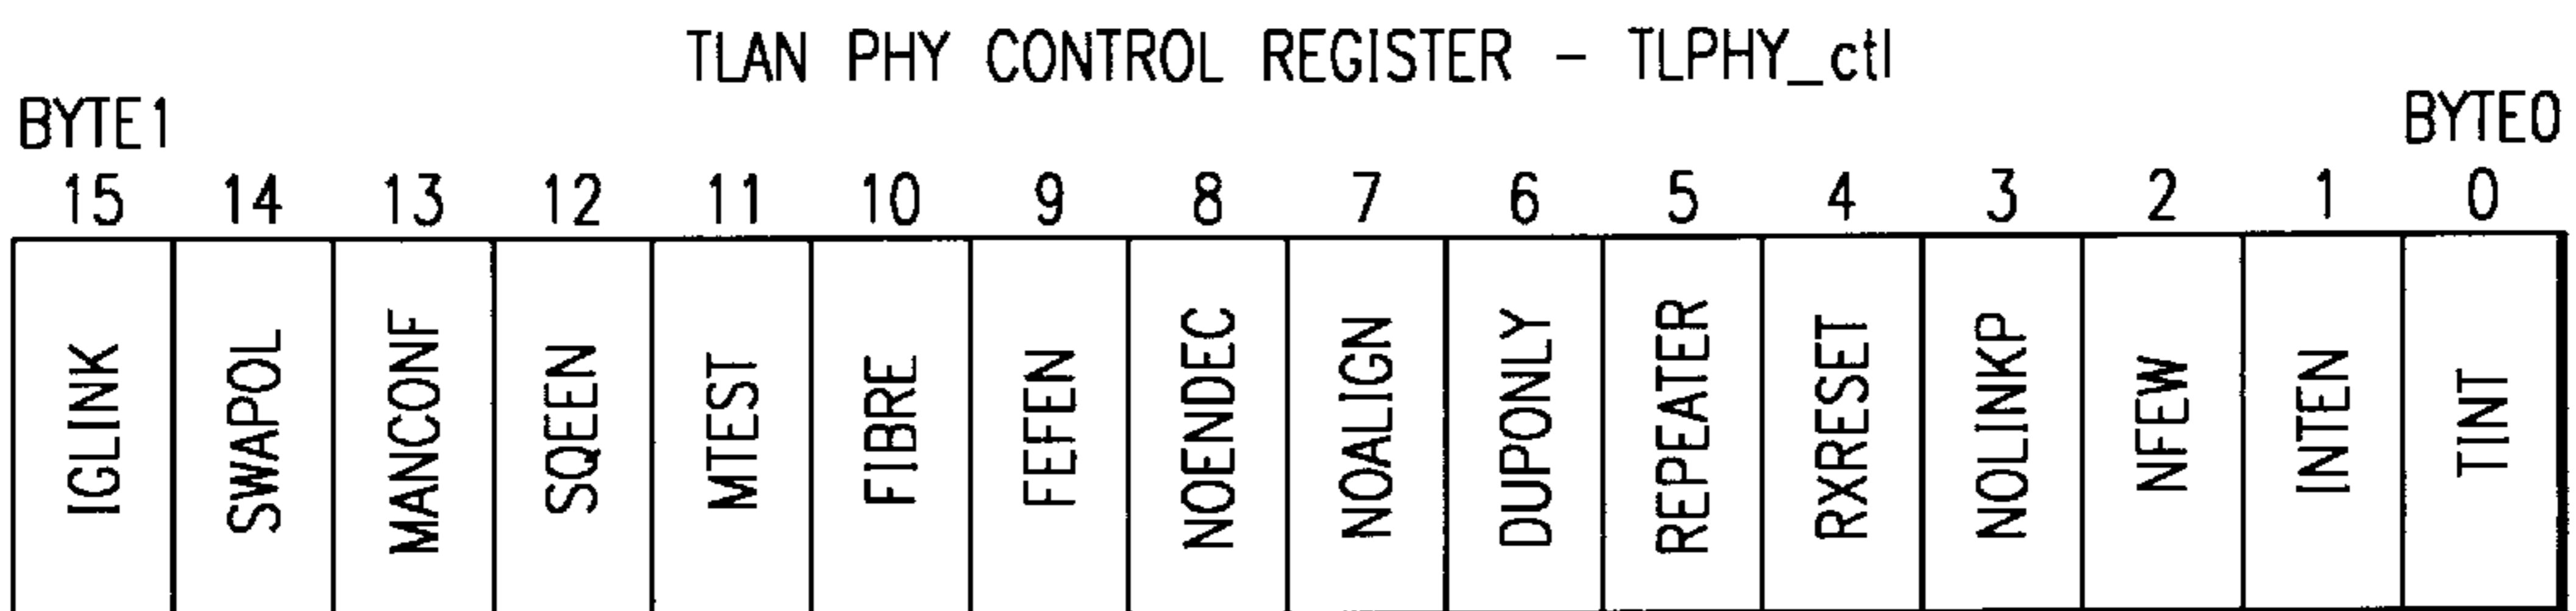 TLAN PHY CONTROL REGISTER – TLPHY_ctl
BYTE1 BYTE0
15 14 13 12 11 10 9 8 7 6 5 4 3 2 1 0
IGLINK SWAPOL MANCONF SQEEN MTEST FIBRE FEFEN NOENDEC NOALIGN DUPONLY REPEATER RXRESET NOLINKP NFEW INTEN TINT